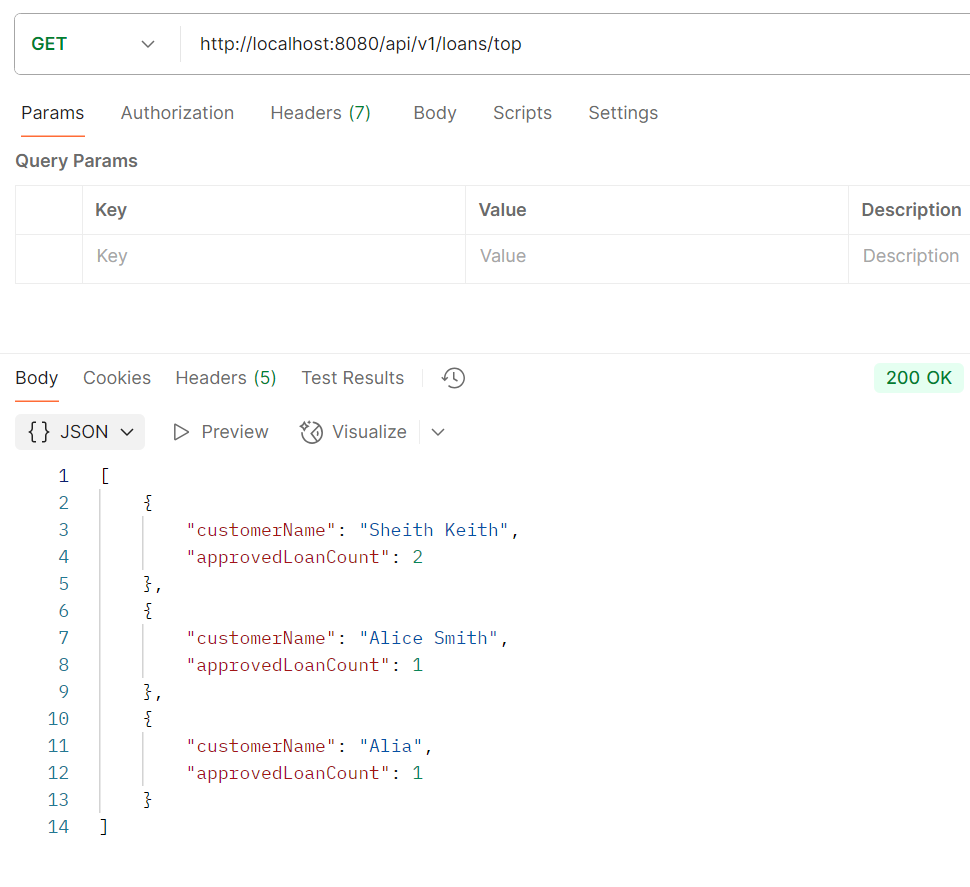 GET http://localhost:8080/api/v1/loans/top
Params Authorization Headers (7) Body Scripts Settings
Query Params
Key Value Description
Key Value Description
Body Cookies Headers (5) Test Results 200 OK
{} JSON Preview Visualize
1 [
2 {
3 "customerName": "Sheith Keith",
4 "approvedLoanCount": 2
5 },
6 {
7 "customerName": "Alice Smith",
8 "approvedLoanCount": 1
9 },
10 {
11 "customerName": "Alia",
12 "approvedLoanCount": 1
13 }
14 ]